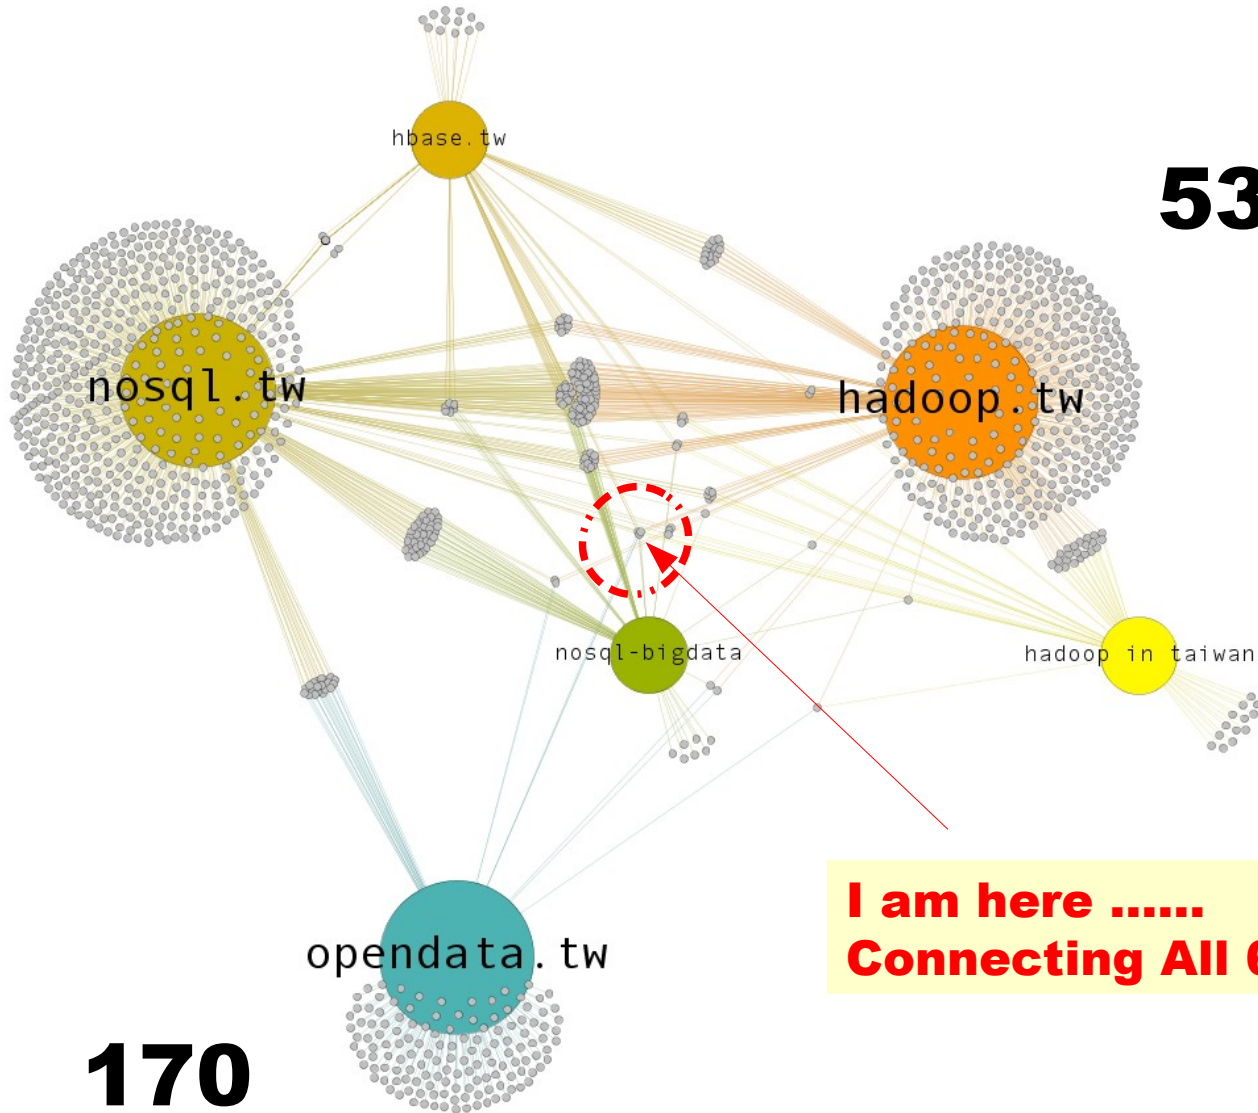 hbase.tw
53
nosql.tw
hadoop.tw
nosql-bigdata
hadoop in taiwan
I am here ......
Connecting All
opendata.tw
170